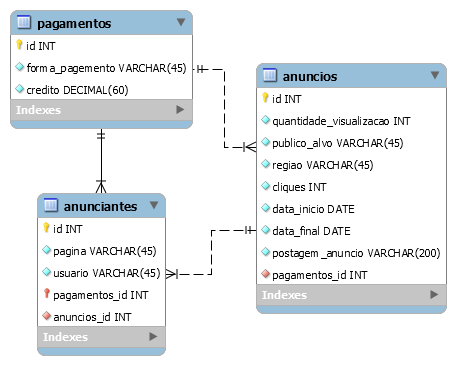 pagamentos
id INT
forma_pagemento VARCHAR(45)
credito DECIMAL(60)
Indexes
anuncios
id INT
quantidade_visualizacao INT
publico_alvo VARCHAR(45)
regiao VARCHAR(45)
cliques INT
data_inicio DATE
data_final DATE
postagem_anuncio VARCHAR(200)
pagamentos_id INT
Indexes
anunciantes
id INT
pagina VARCHAR(45)
usuario VARCHAR(45)
pagamentos_id INT
anuncios_id INT
Indexes